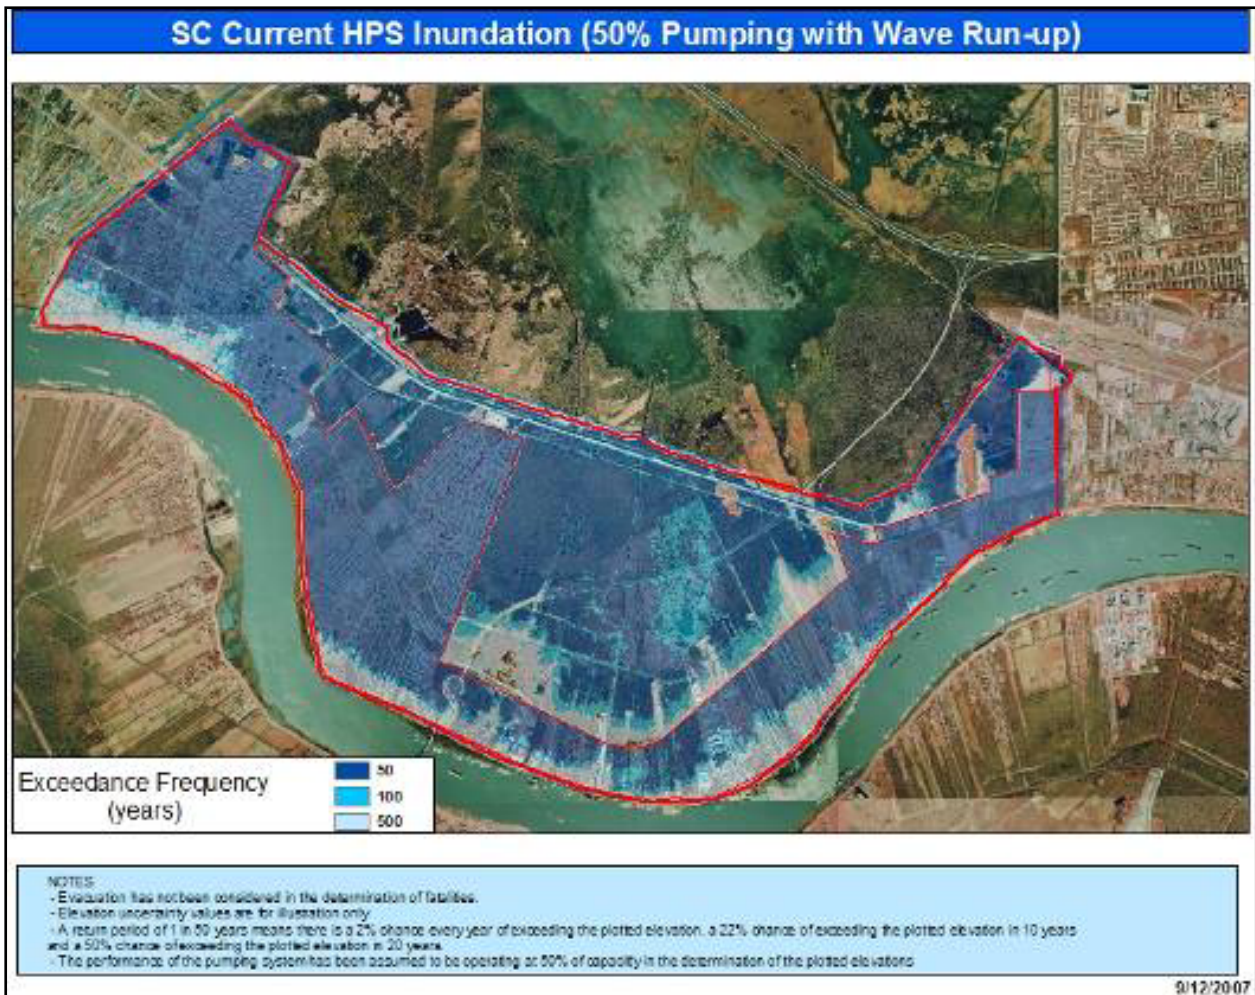 SC Current HPS Inundation (50% Pumping with Wave Run-up)
Exceedance Frequency
(years)
50
100
500
NOTES
- Evacuation has not been considered in the determination of fatalities.
- Elevation uncertainty values are for illustration only
- A return period of 1 in 50 years means there is a 2% chance every year of exceeding the plotted elevation, a 22% chance of exceeding the plotted elevation in 10 years
and a 50% chance of exceeding the plotted elevation in 20 years.
- The performance of the pumping system has been assumed to be operating at 50% of capacity in the determination of the plotted elevations
9/12/2007